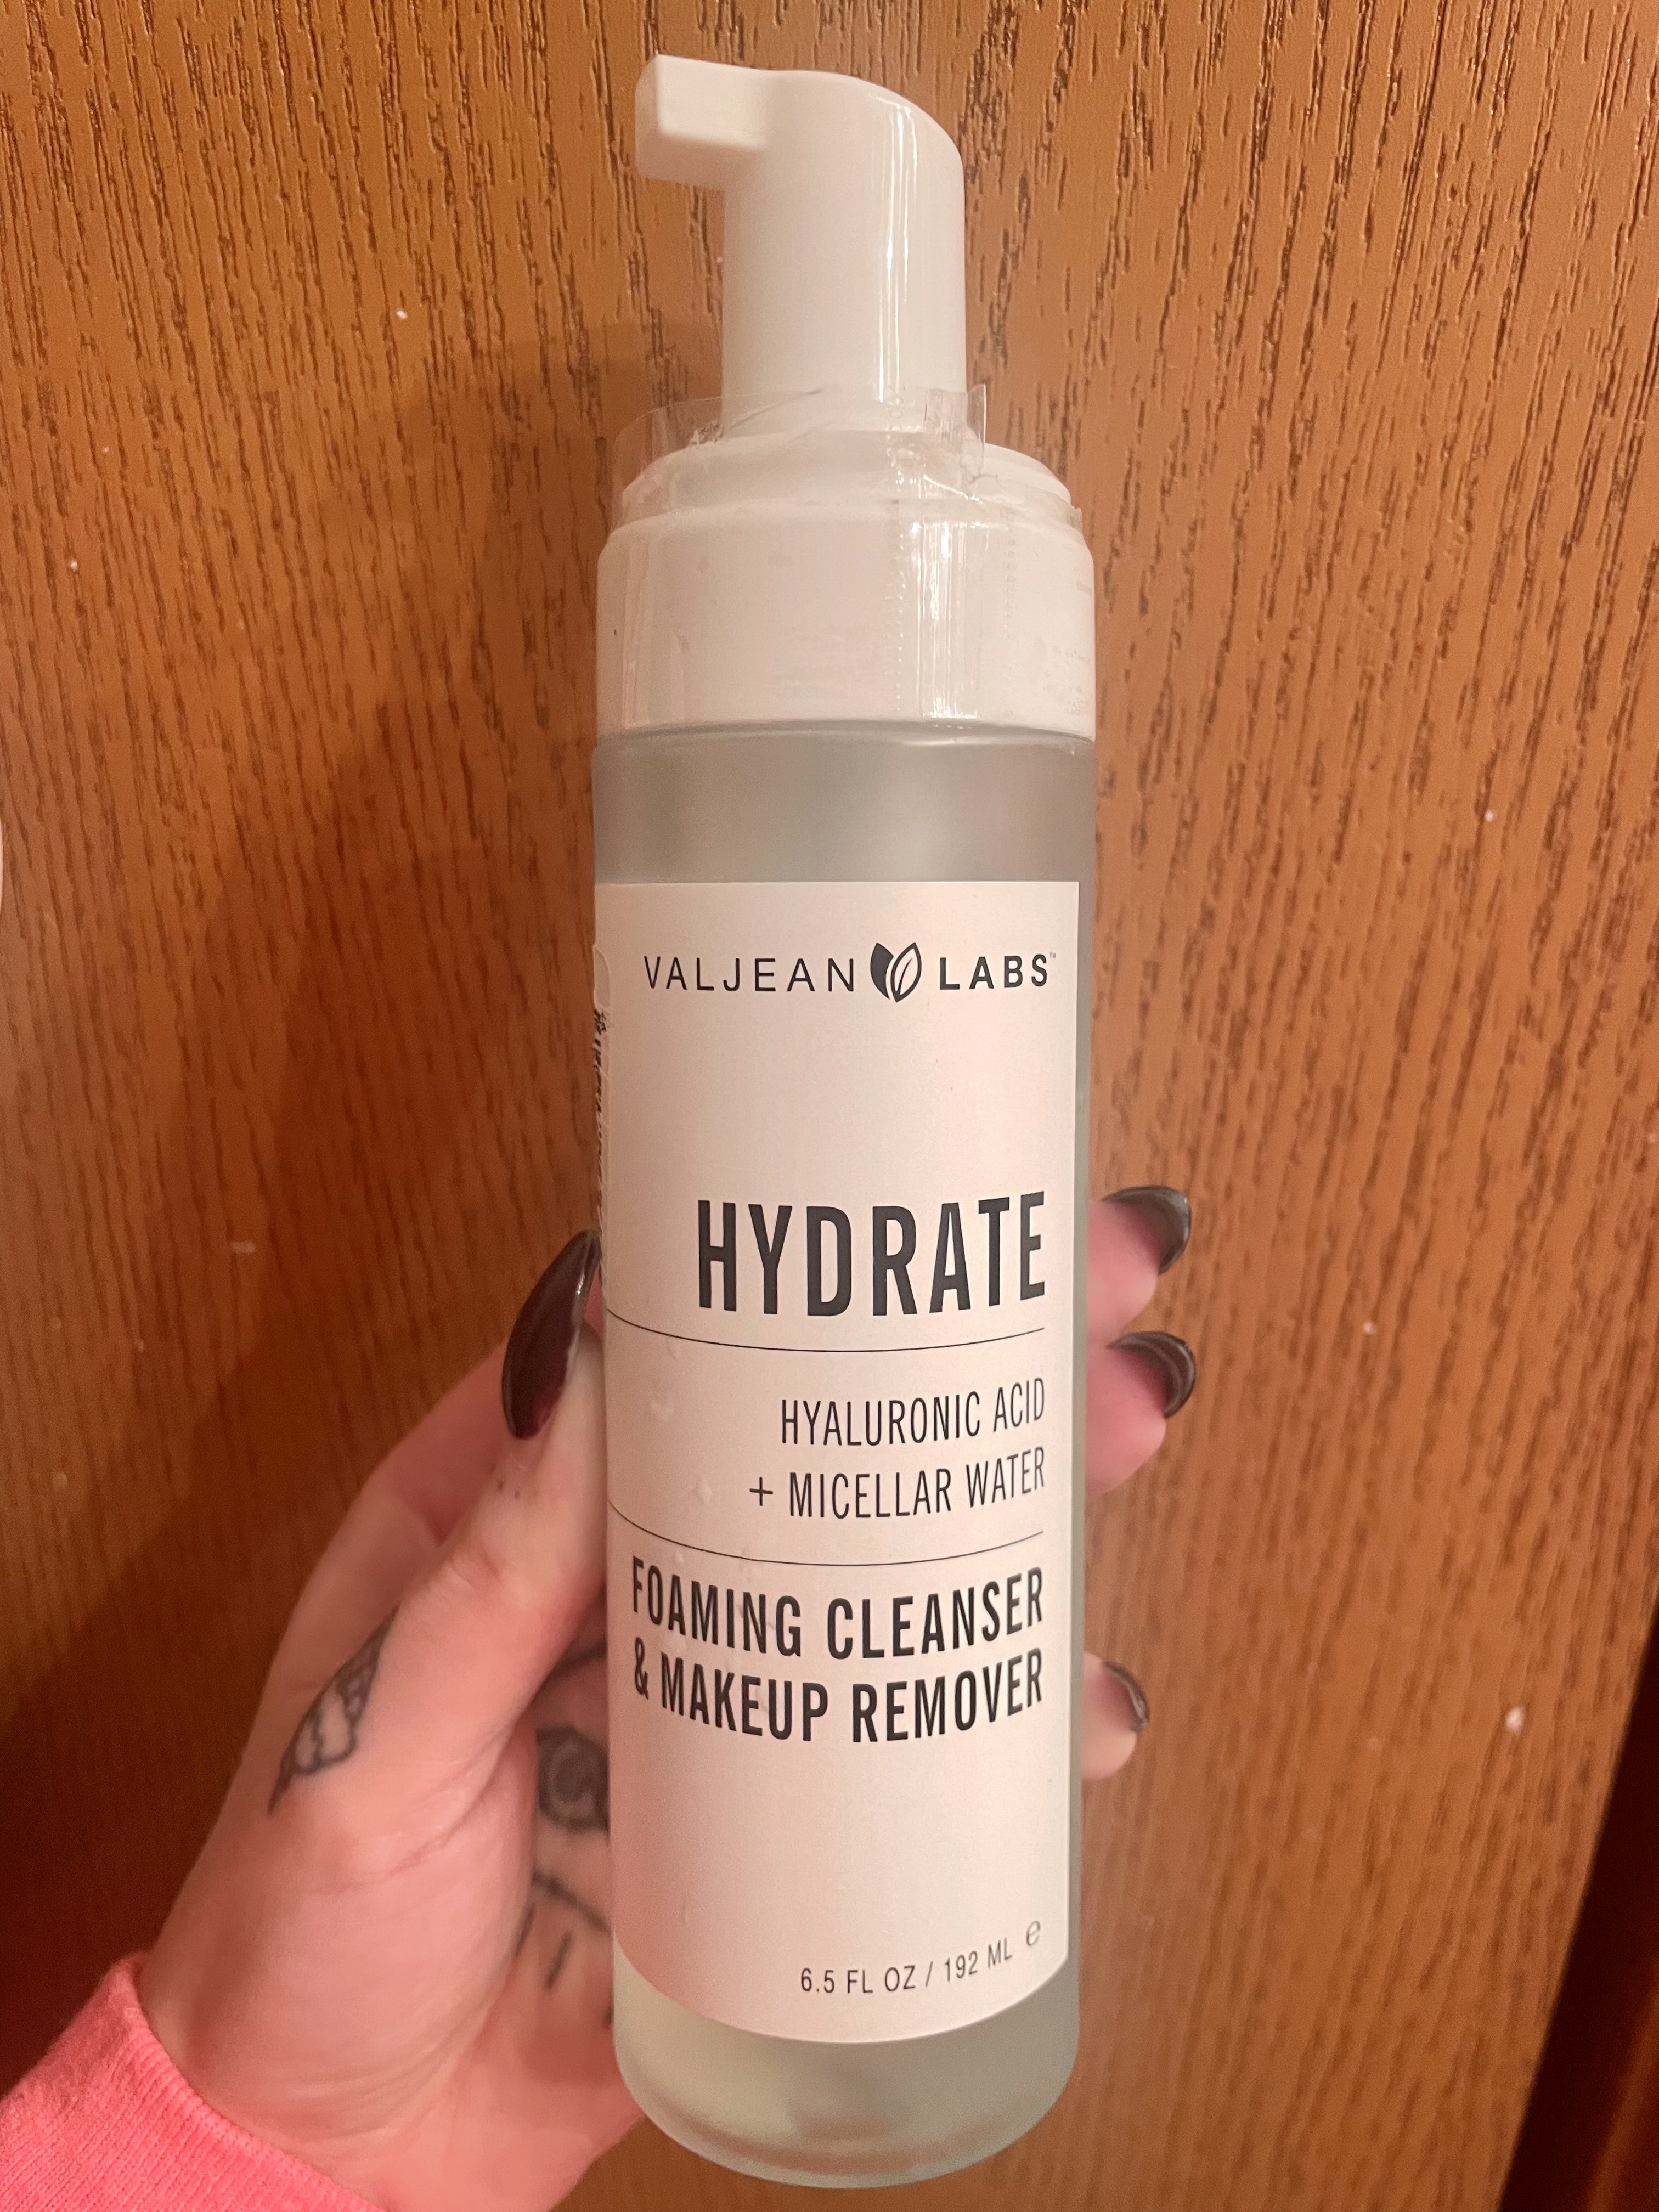 VALJEAN LABS™
HYDRATE
HYALURONIC ACID
+ MICELLAR WATER
FOAMING CLEANSER
& MAKEUP REMOVER
6.5 FL OZ / 192 ML ℮